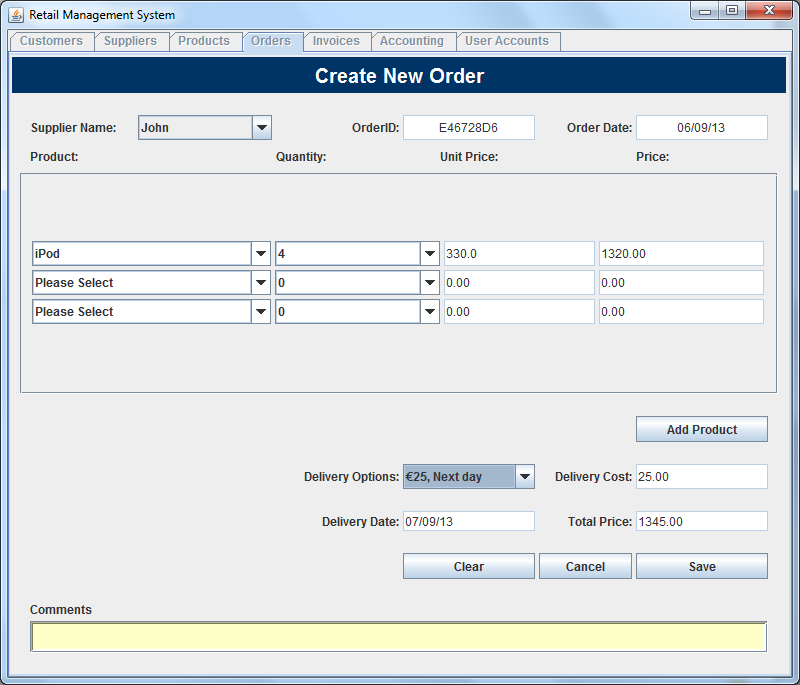 Retail Management System
Customers Suppliers Products Orders Invoices Accounting User Accounts
Create New Order
Supplier Name: John OrderID: E46728D6 Order Date: 06/09/13
Product: Quantity: Unit Price: Price:
iPod 4 330.0 1320.00
Please Select 0 0.00 0.00
Please Select 0 0.00 0.00
Add Product
Delivery Options: €25, Next day Delivery Cost: 25.00
Delivery Date: 07/09/13 Total Price: 1345.00
Clear Cancel Save
Comments